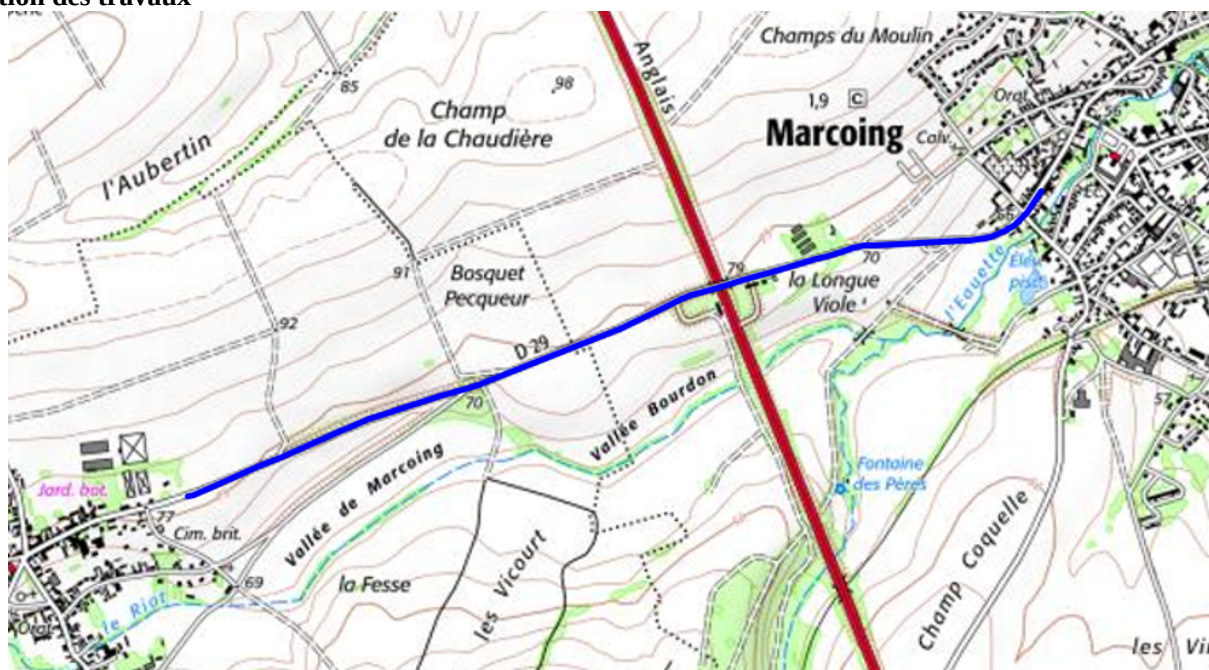 tion des travaux
Anglais
Champs du Moulin
85
98
Champ
de la Chaudière
1,9 C
Orat.
56
Marcoing
Calv.
l'Aubertin
91
Bosquet
Pecqueur
79
66
70
la Longue
Viole
l'Eauette
Élev.
pisc.
92
D 29
70
Vallée Bourdon
57
Jard. bot.
Vallée de Marcoing
Fontaine
des Pères
77
Cim. brit.
Champ Coquelle
69
la Fesse
les Vicourt
le Riot
Orat.
les Vi